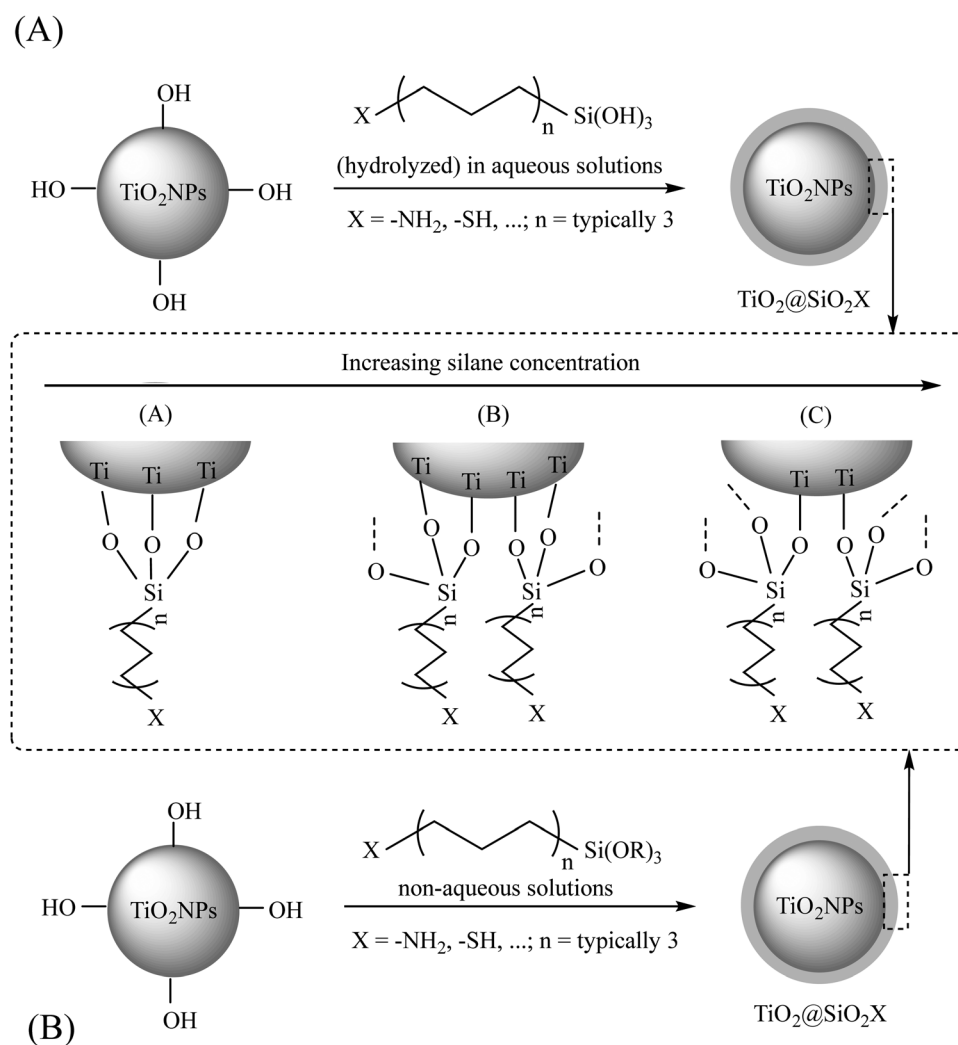 (A)
OH
HO
TiO₂NPs
OH
OH
X
n
Si(OH)₃
(hydrolyzed) in aqueous solutions
X = -NH₂, -SH, ...; n = typically 3
TiO₂NPs
TiO₂@SiO₂X
Increasing silane concentration
(A)
(B)
(C)
Ti Ti Ti
O O O
Si
n
X
Ti Ti Ti Ti
O O O O
O Si Si O
n n
X X
Ti Ti
O O O O
O Si Si O
n n
X X
OH
HO
TiO₂NPs
OH
OH
X
n
Si(OR)₃
non-aqueous solutions
X = -NH₂, -SH, ...; n = typically 3
TiO₂NPs
TiO₂@SiO₂X
(B)